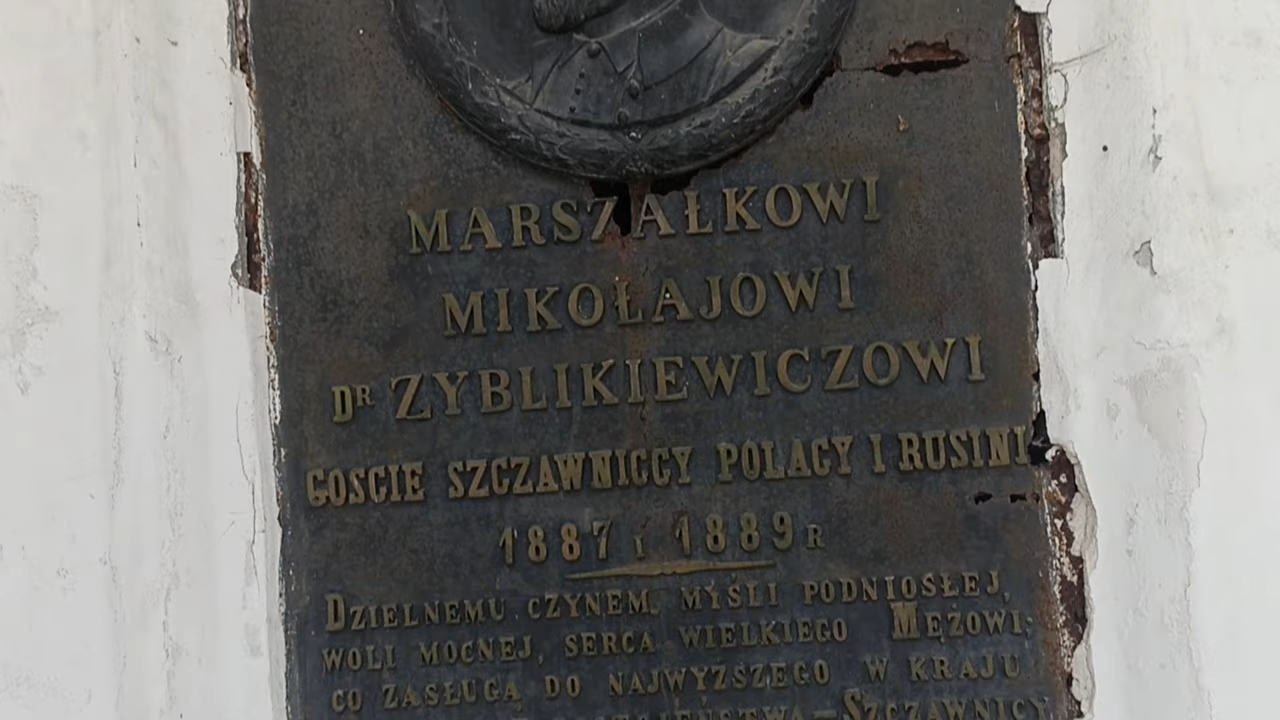 MARSZAŁKOWI
MIKOŁAJOWI
DR ZYBLIKIEWICZOWI
GOSCIE SZCZAWNICCY POLACY I RUSINI
1887 I 1889 R
DZIELNEMU CZYNEM, MYŚLI PODNIOSŁEJ,
WOLI MOCNEJ, SERCA WIELKIEGO MĘŻOWI;
CO ZASŁUGĄ DO NAJWYŻSZEGO W KRAJU
—SZCZAWNICY